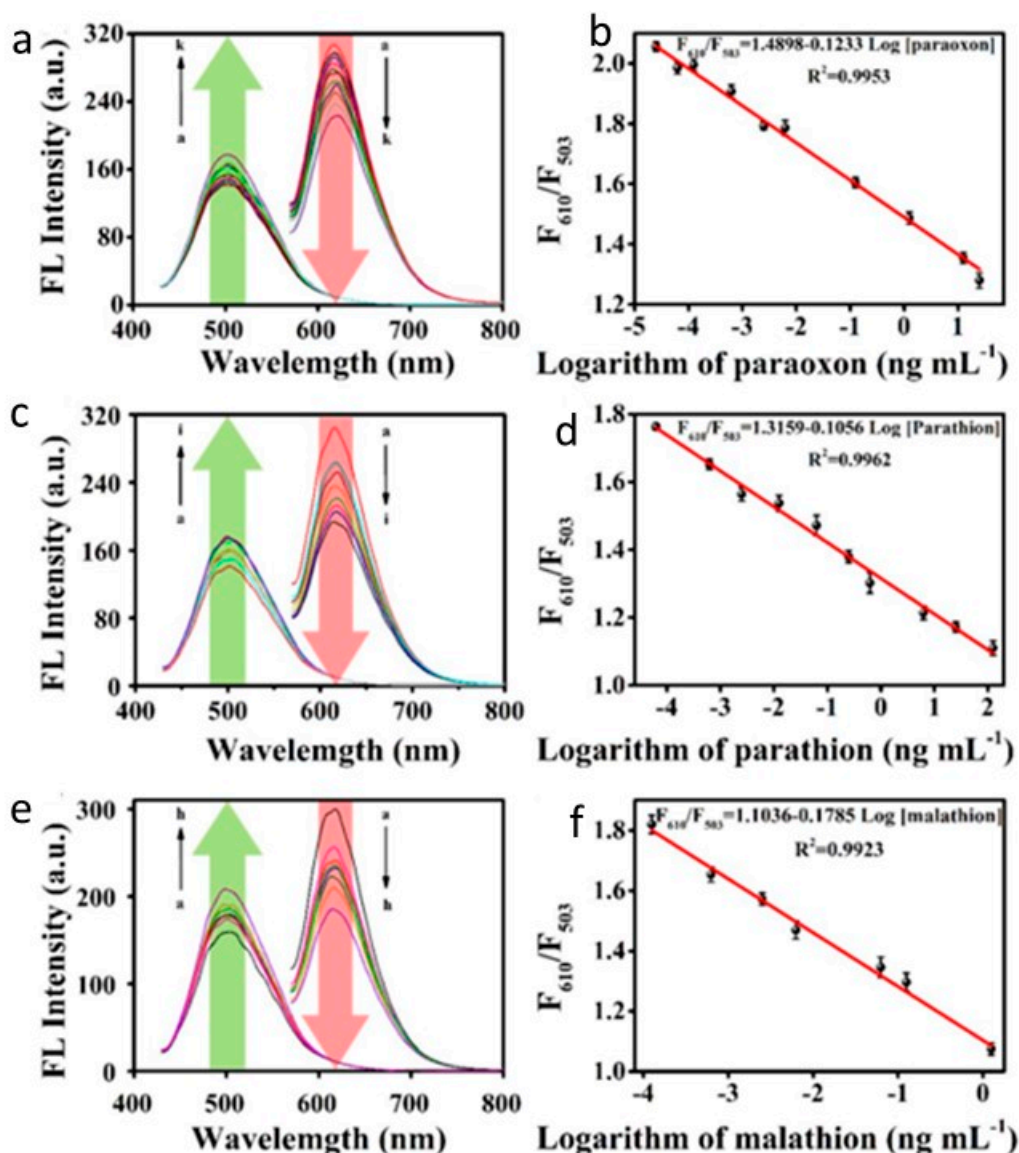 a
320
240
160
80
0
FL Intensity (a.u.)
k
a
a
k
400 500 600 700 800
Wavelemgth (nm)
b
F₆₁₀/F₅₀₃=1.4898-0.1233 Log [paraoxon]
R²=0.9953
2.0
1.8
1.6
1.4
1.2
F₆₁₀/F₅₀₃
-5 -4 -3 -2 -1 0 1
Logarithm of paraoxon (ng mL⁻¹)
c
320
240
160
80
0
FL Intensity (a.u.)
i
a
a
i
400 500 600 700 800
Wavelemgth (nm)
d
F₆₁₀/F₅₀₃=1.3159-0.1056 Log [Parathion]
R²=0.9962
1.8
1.6
1.4
1.2
1.0
F₆₁₀/F₅₀₃
-4 -3 -2 -1 0 1 2
Logarithm of parathion (ng mL⁻¹)
e
300
200
100
0
FL Intensity (a.u.)
h
a
a
h
400 500 600 700 800
Wavelemgth (nm)
f
F₆₁₀/F₅₀₃=1.1036-0.1785 Log [malathion]
R²=0.9923
1.8
1.6
1.4
1.2
1.0
F₆₁₀/F₅₀₃
-4 -3 -2 -1 0
Logarithm of malathion (ng mL⁻¹)